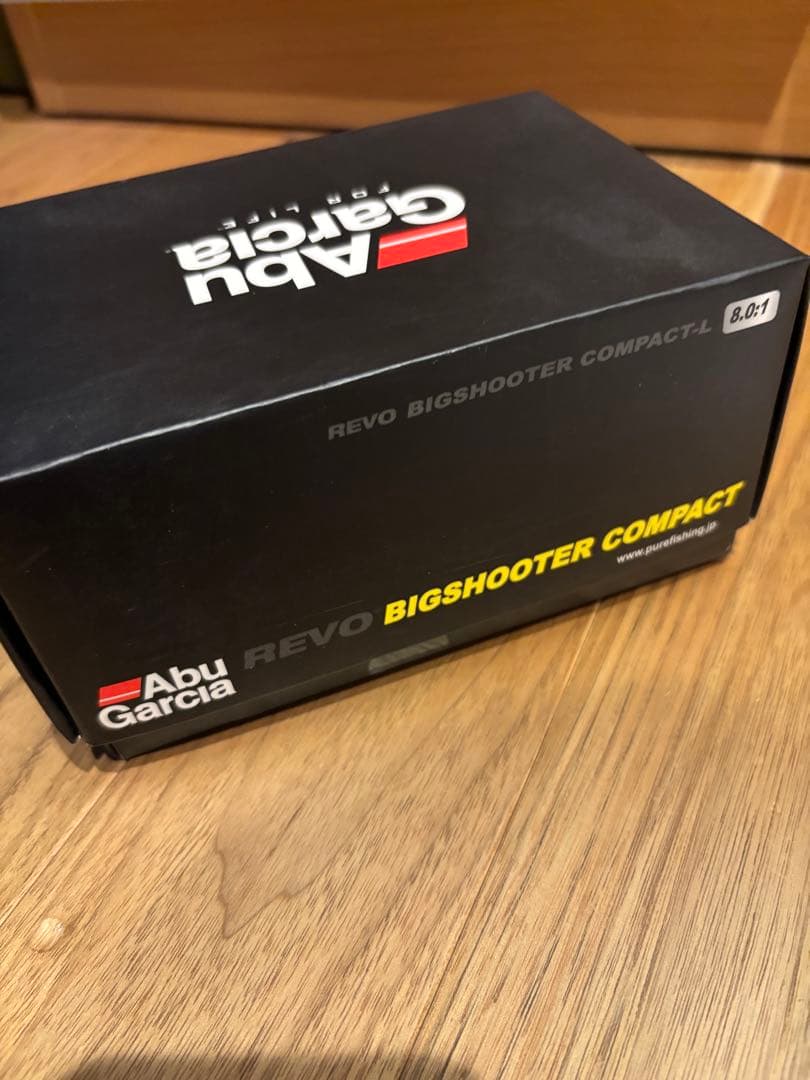 Abu
Garcia
FOR LIFE
REVO BIGSHOOTER COMPACT-L 8.0:1
REVO BIGSHOOTER COMPACT
www.purefishing.jp
Abu
Garcia